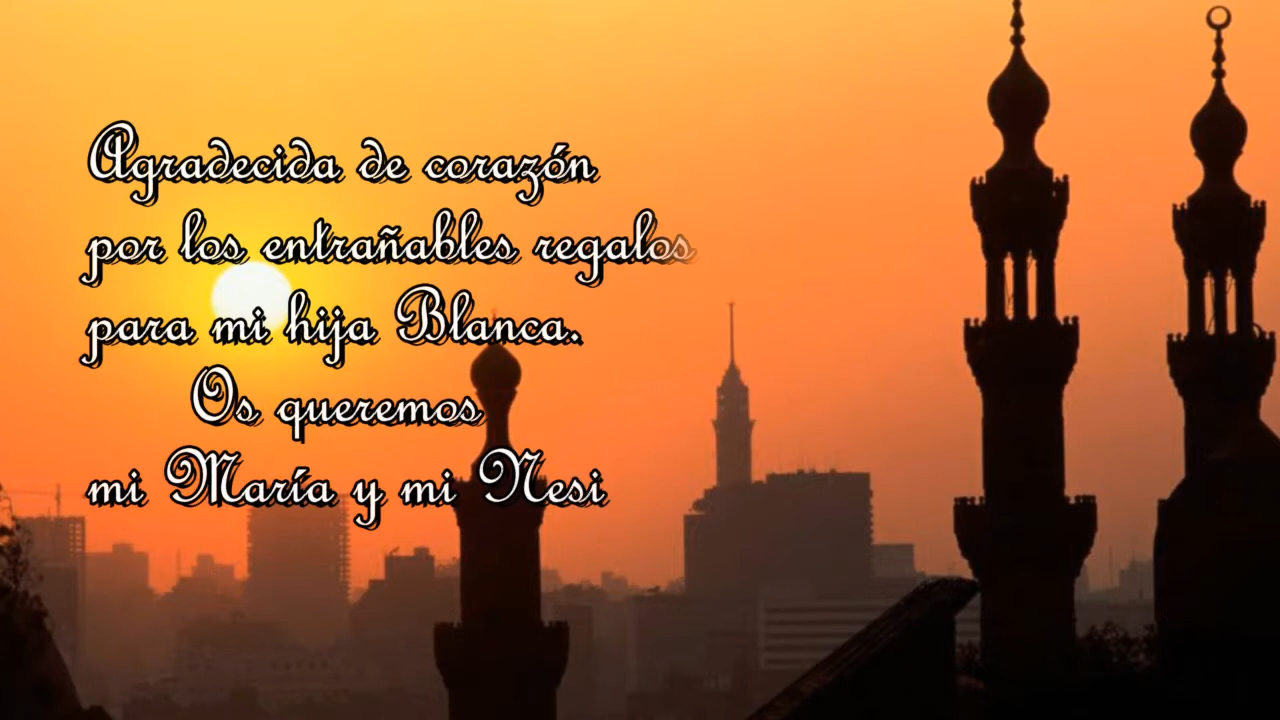 Agradecida de corazón
por los entrañables regalos
para mi hija Blanca.
Os queremos
mi María y mi Nesi